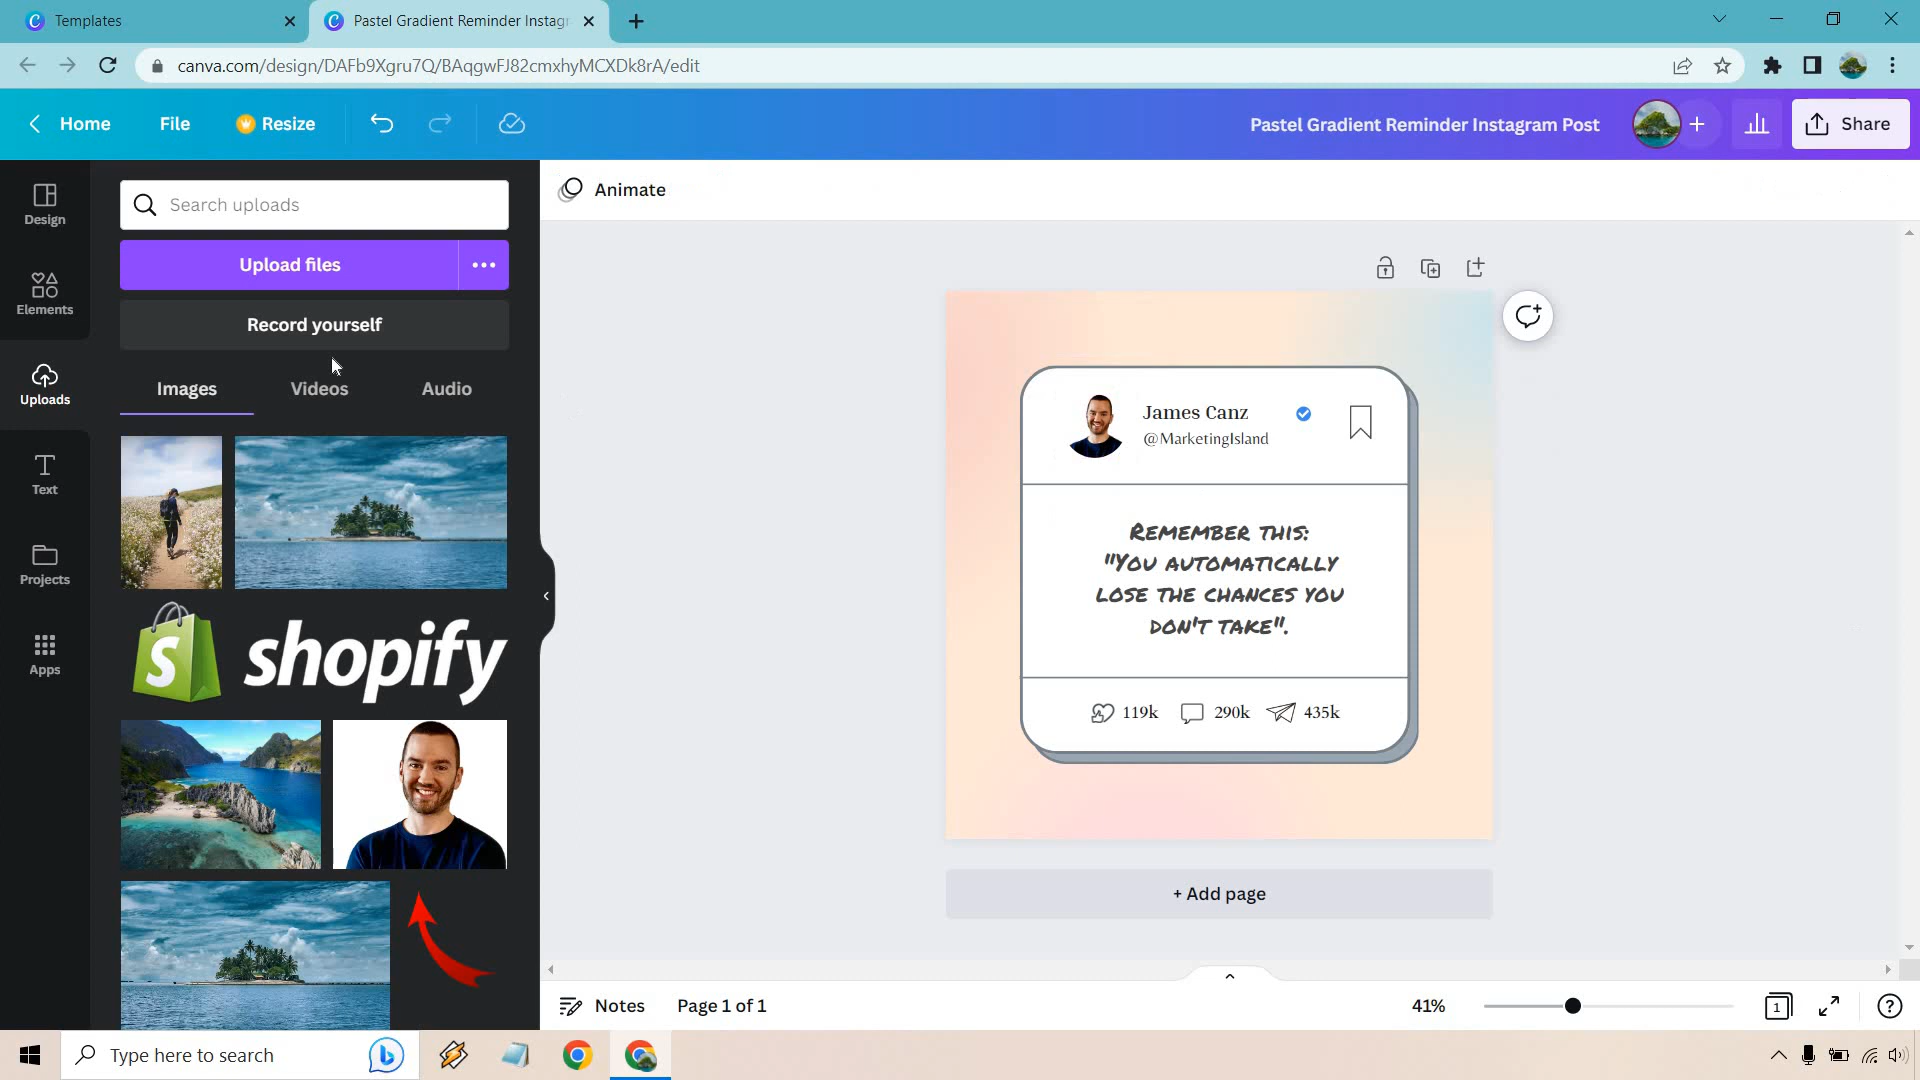 Templates
Pastel Gradient Reminder Instagr
canva.com/design/DAFb9Xgru7Q/BAqgwFJ82cmxhyMCXDk8rA/edit
Home
File
Resize
Pastel Gradient Reminder Instagram Post
Share
Design
Elements
Uploads
Text
Projects
Apps
Search uploads
Upload files
Record yourself
Images
Videos
Audio
shopify
Animate
James Canz
@MarketingIsland
Remember this:
"You automatically
lose the chances you
don't take".
119k
290k
435k
+ Add page
Notes
Page 1 of 1
41%
1
Type here to search